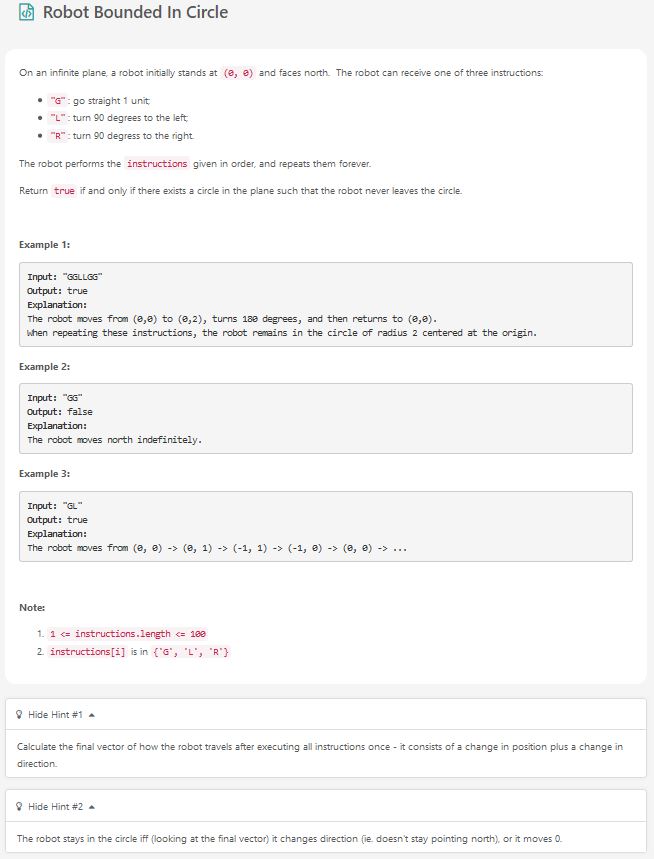 Robot Bounded In Circle
On an infinite plane, a robot initially stands at (0, 0) and faces north. The robot can receive one of three instructions:
• "G": go straight 1 unit;
• "L": turn 90 degrees to the left;
• "R": turn 90 degress to the right.
The robot performs the instructions given in order, and repeats them forever.
Return true if and only if there exists a circle in the plane such that the robot never leaves the circle.
Example 1:
Input: "GGLLGG"
Output: true
Explanation:
The robot moves from (0,0) to (0,2), turns 180 degrees, and then returns to (0,0).
When repeating these instructions, the robot remains in the circle of radius 2 centered at the origin.
Example 2:
Input: "GG"
Output: false
Explanation:
The robot moves north indefinitely.
Example 3:
Input: "GL"
Output: true
Explanation:
The robot moves from (0, 0) -> (0, 1) -> (-1, 1) -> (-1, 0) -> (0, 0) -> ...
Note:
1. 1 <= instructions.length <= 100
2. instructions[i] is in {'G', 'L', 'R'}
Hide Hint #1
Calculate the final vector of how the robot travels after executing all instructions once - it consists of a change in position plus a change in
direction.
Hide Hint #2
The robot stays in the circle iff (looking at the final vector) it changes direction (ie. doesn't stay pointing north), or it moves 0.